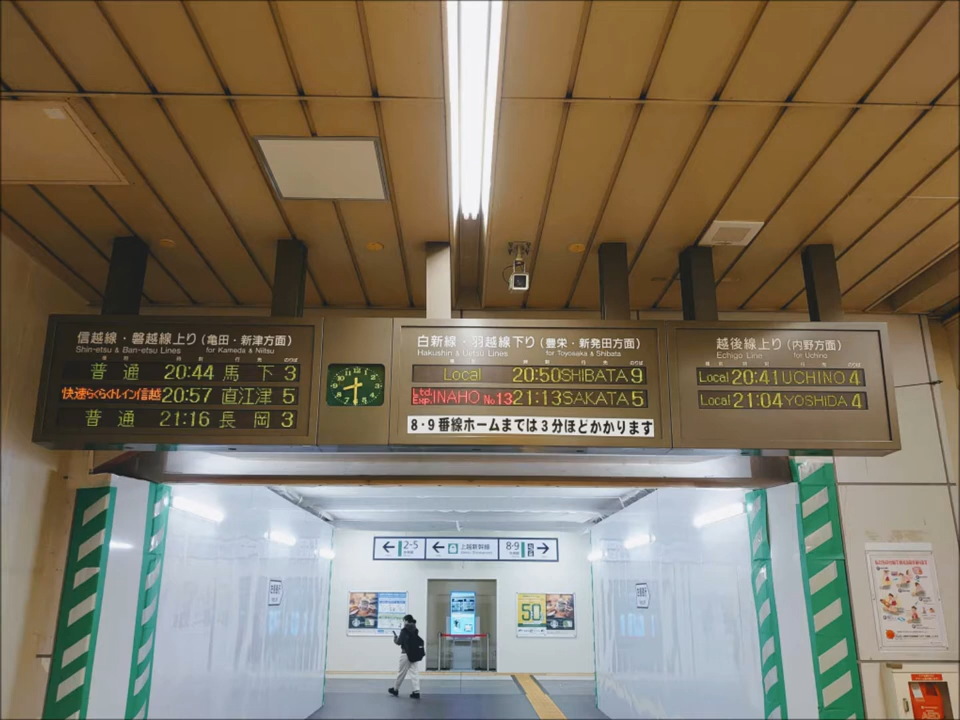 信越線・磐越線上り(亀田・新津方面)
Shin-etsu & Ban-etsu Lines for Kameda & Niitsu
普通 20:44 馬下 3
快速らくらくトレイン信越 20:57 直江津 5
普通 21:16 長岡 3
白新線・羽越線下り(豊栄・新発田方面)
Hakushin & Uetsu Lines for Toyosaka & Shibata
Local 20:50 SHIBATA 9
Ltd. Exp. INAHO No13 21:13 SAKATA 5
8・9番線ホームまでは3分ほどかかります
越後線上り(内野方面)
Echigo Line for Uchino
Local 20:41 UCHINO 4
Local 21:04 YOSHIDA 4
← 2-5
← 上越新幹線
8・9 →
50